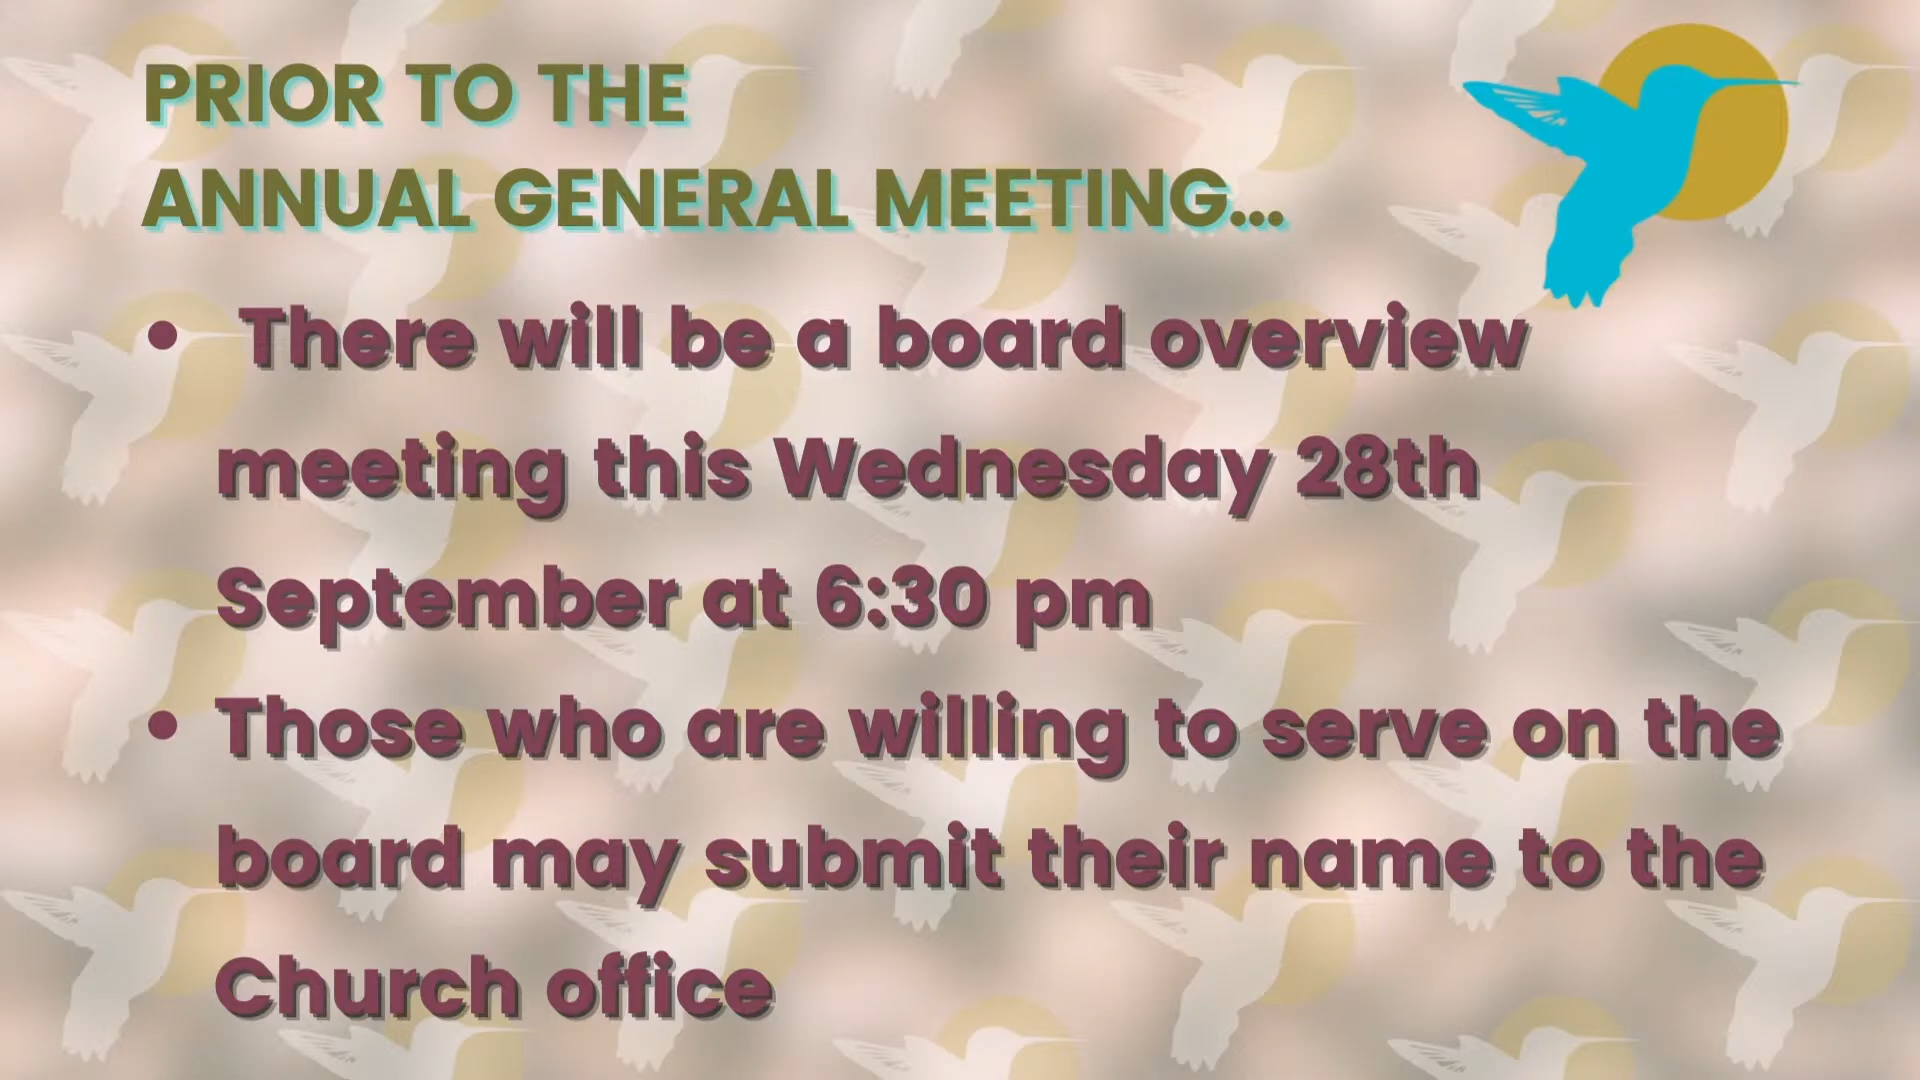 PRIOR TO THE
ANNUAL GENERAL MEETING...
• There will be a board overview
meeting this Wednesday 28th
September at 6:30 pm
• Those who are willing to serve on the
board may submit their name to the
Church office